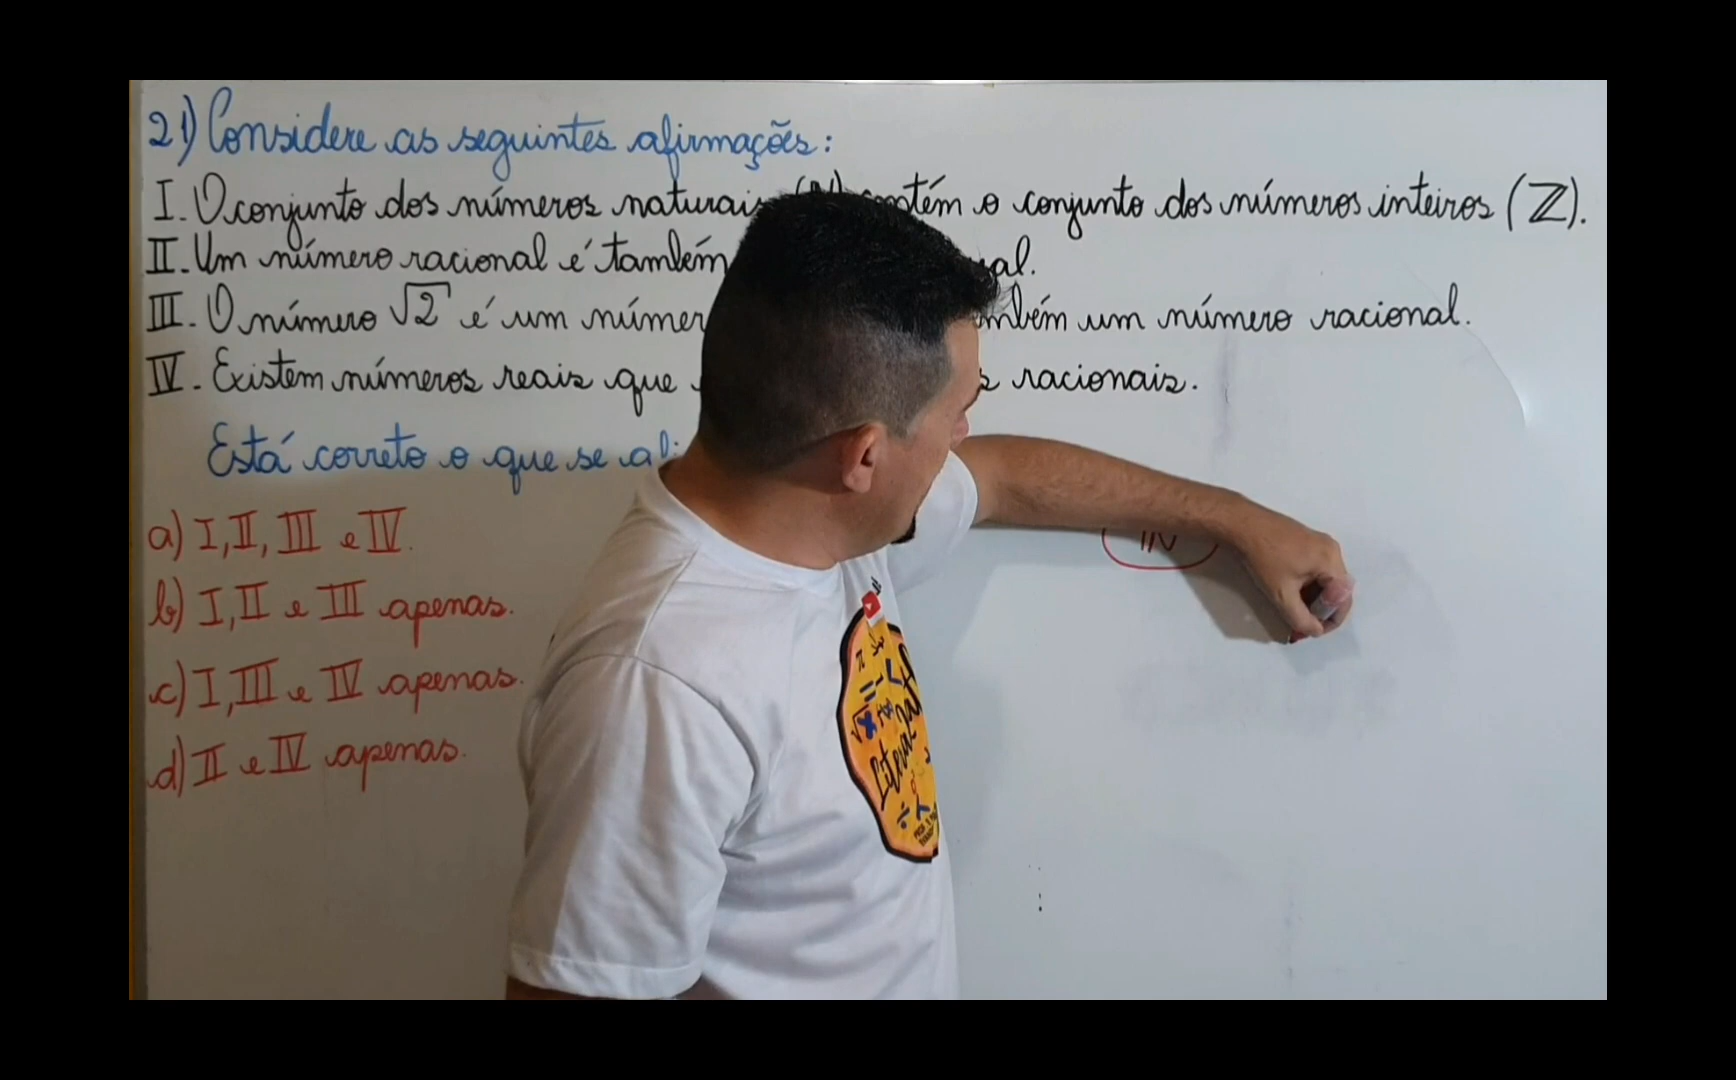 21) Considere as seguintes afirmações:
I. O conjunto dos números naturais (ℕ) contém o conjunto dos números inteiros (ℤ).
II. Um número racional é também
III. O número √2 é um também um número racional.
IV. Existem números reais que racionais.
Está correto o que se
a) I, II, III e IV.
b) I, II e III apenas.
c) I, III e IV apenas.
d) II e IV apenas.
IN